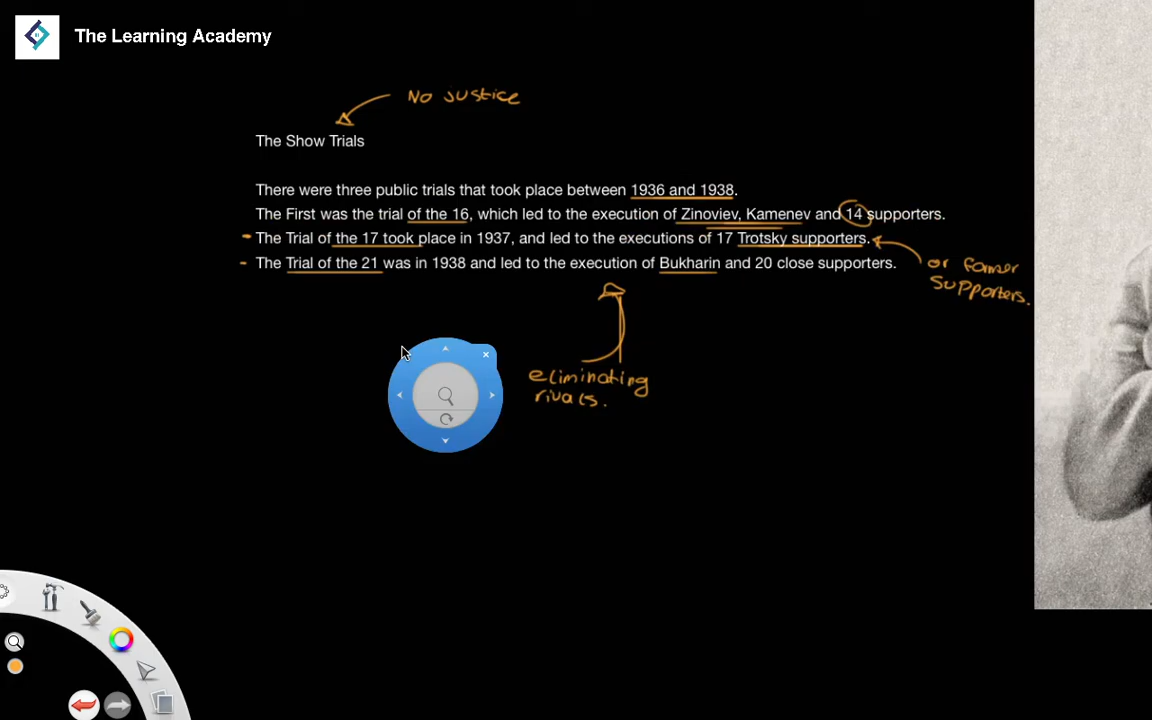 The Learning Academy
No justice
The Show Trials
There were three public trials that took place between 1936 and 1938.
The First was the trial of the 16, which led to the execution of Zinoviev, Kamenev and 14 supporters.
The Trial of the 17 took place in 1937, and led to the executions of 17 Trotsky supporters.
The Trial of the 21 was in 1938 and led to the execution of Bukharin and 20 close supporters.
or former
supporters.
eliminating
rivals.